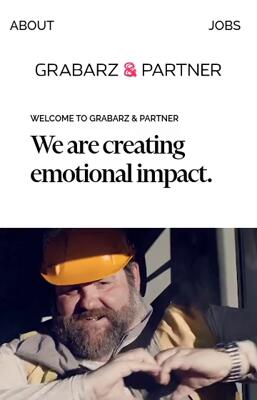 ABOUT JOBS
GRABARZ & PARTNER
WELCOME TO GRABARZ & PARTNER
We are creating
emotional impact.